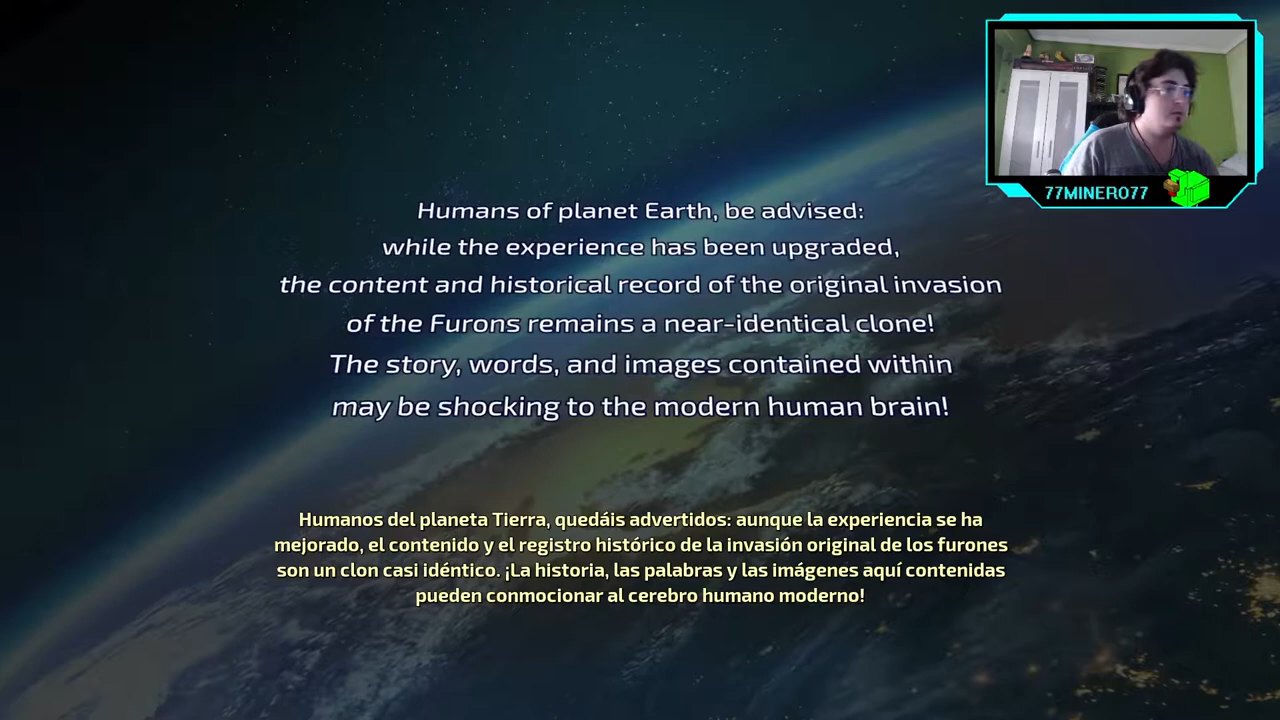 Humans of planet Earth, be advised:
while the experience has been upgraded,
the content and historical record of the original invasion
of the Furons remains a near-identical clone!
The story, words, and images contained within
may be shocking to the modern human brain!
Humanos del planeta Tierra, quedáis advertidos: aunque la experiencia se ha
mejorado, el contenido y el registro histórico de la invasión original de los furones
son un clon casi idéntico. ¡La historia, las palabras y las imágenes aquí contenidas
pueden conmocionar al cerebro humano moderno!
77MINERO77